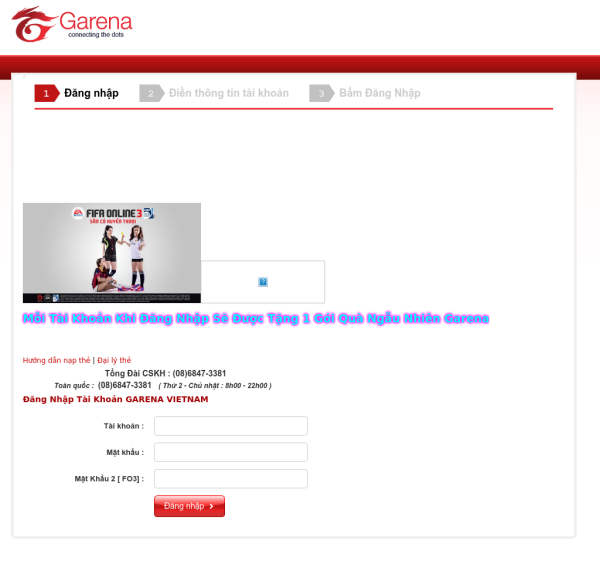 Garena
connecting the dots
1 Đăng nhập 2 Điền thông tin tài khoản 3 Bấm Đăng Nhập
EA SPORTS FIFA ONLINE 3
SÂN CỎ HUYỀN THOẠI
Mỗi Tài Khoản Khi Đăng Nhập Sẻ Được Tặng 1 Gói Quà Ngẫu Nhiên Garena
Hướng dẫn nạp thẻ | Đại lý thẻ
Tổng Đài CSKH : (08)6847-3381
Toàn quốc : (08)6847-3381 ( Thứ 2 - Chủ nhật : 8h00 - 22h00 )
Đăng Nhập Tài Khoản GARENA VIETNAM
Tài khoản :
Mật khẩu :
Mật Khẩu 2 [ FO3] :
Đăng nhập